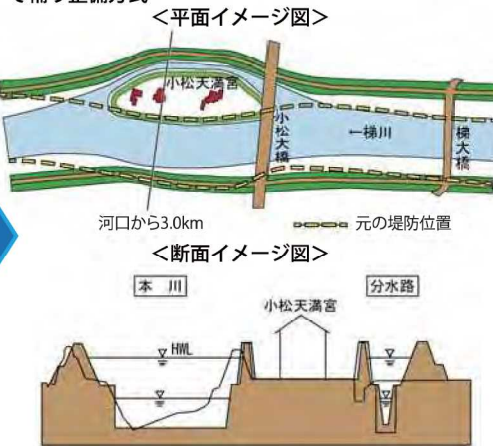 ＜平面イメージ図＞
小松天満宮
小松大橋
←梯川
梯大橋
河口から3.0km
元の堤防位置
＜断面イメージ図＞
本　川
分水路
小松天満宮
HWL